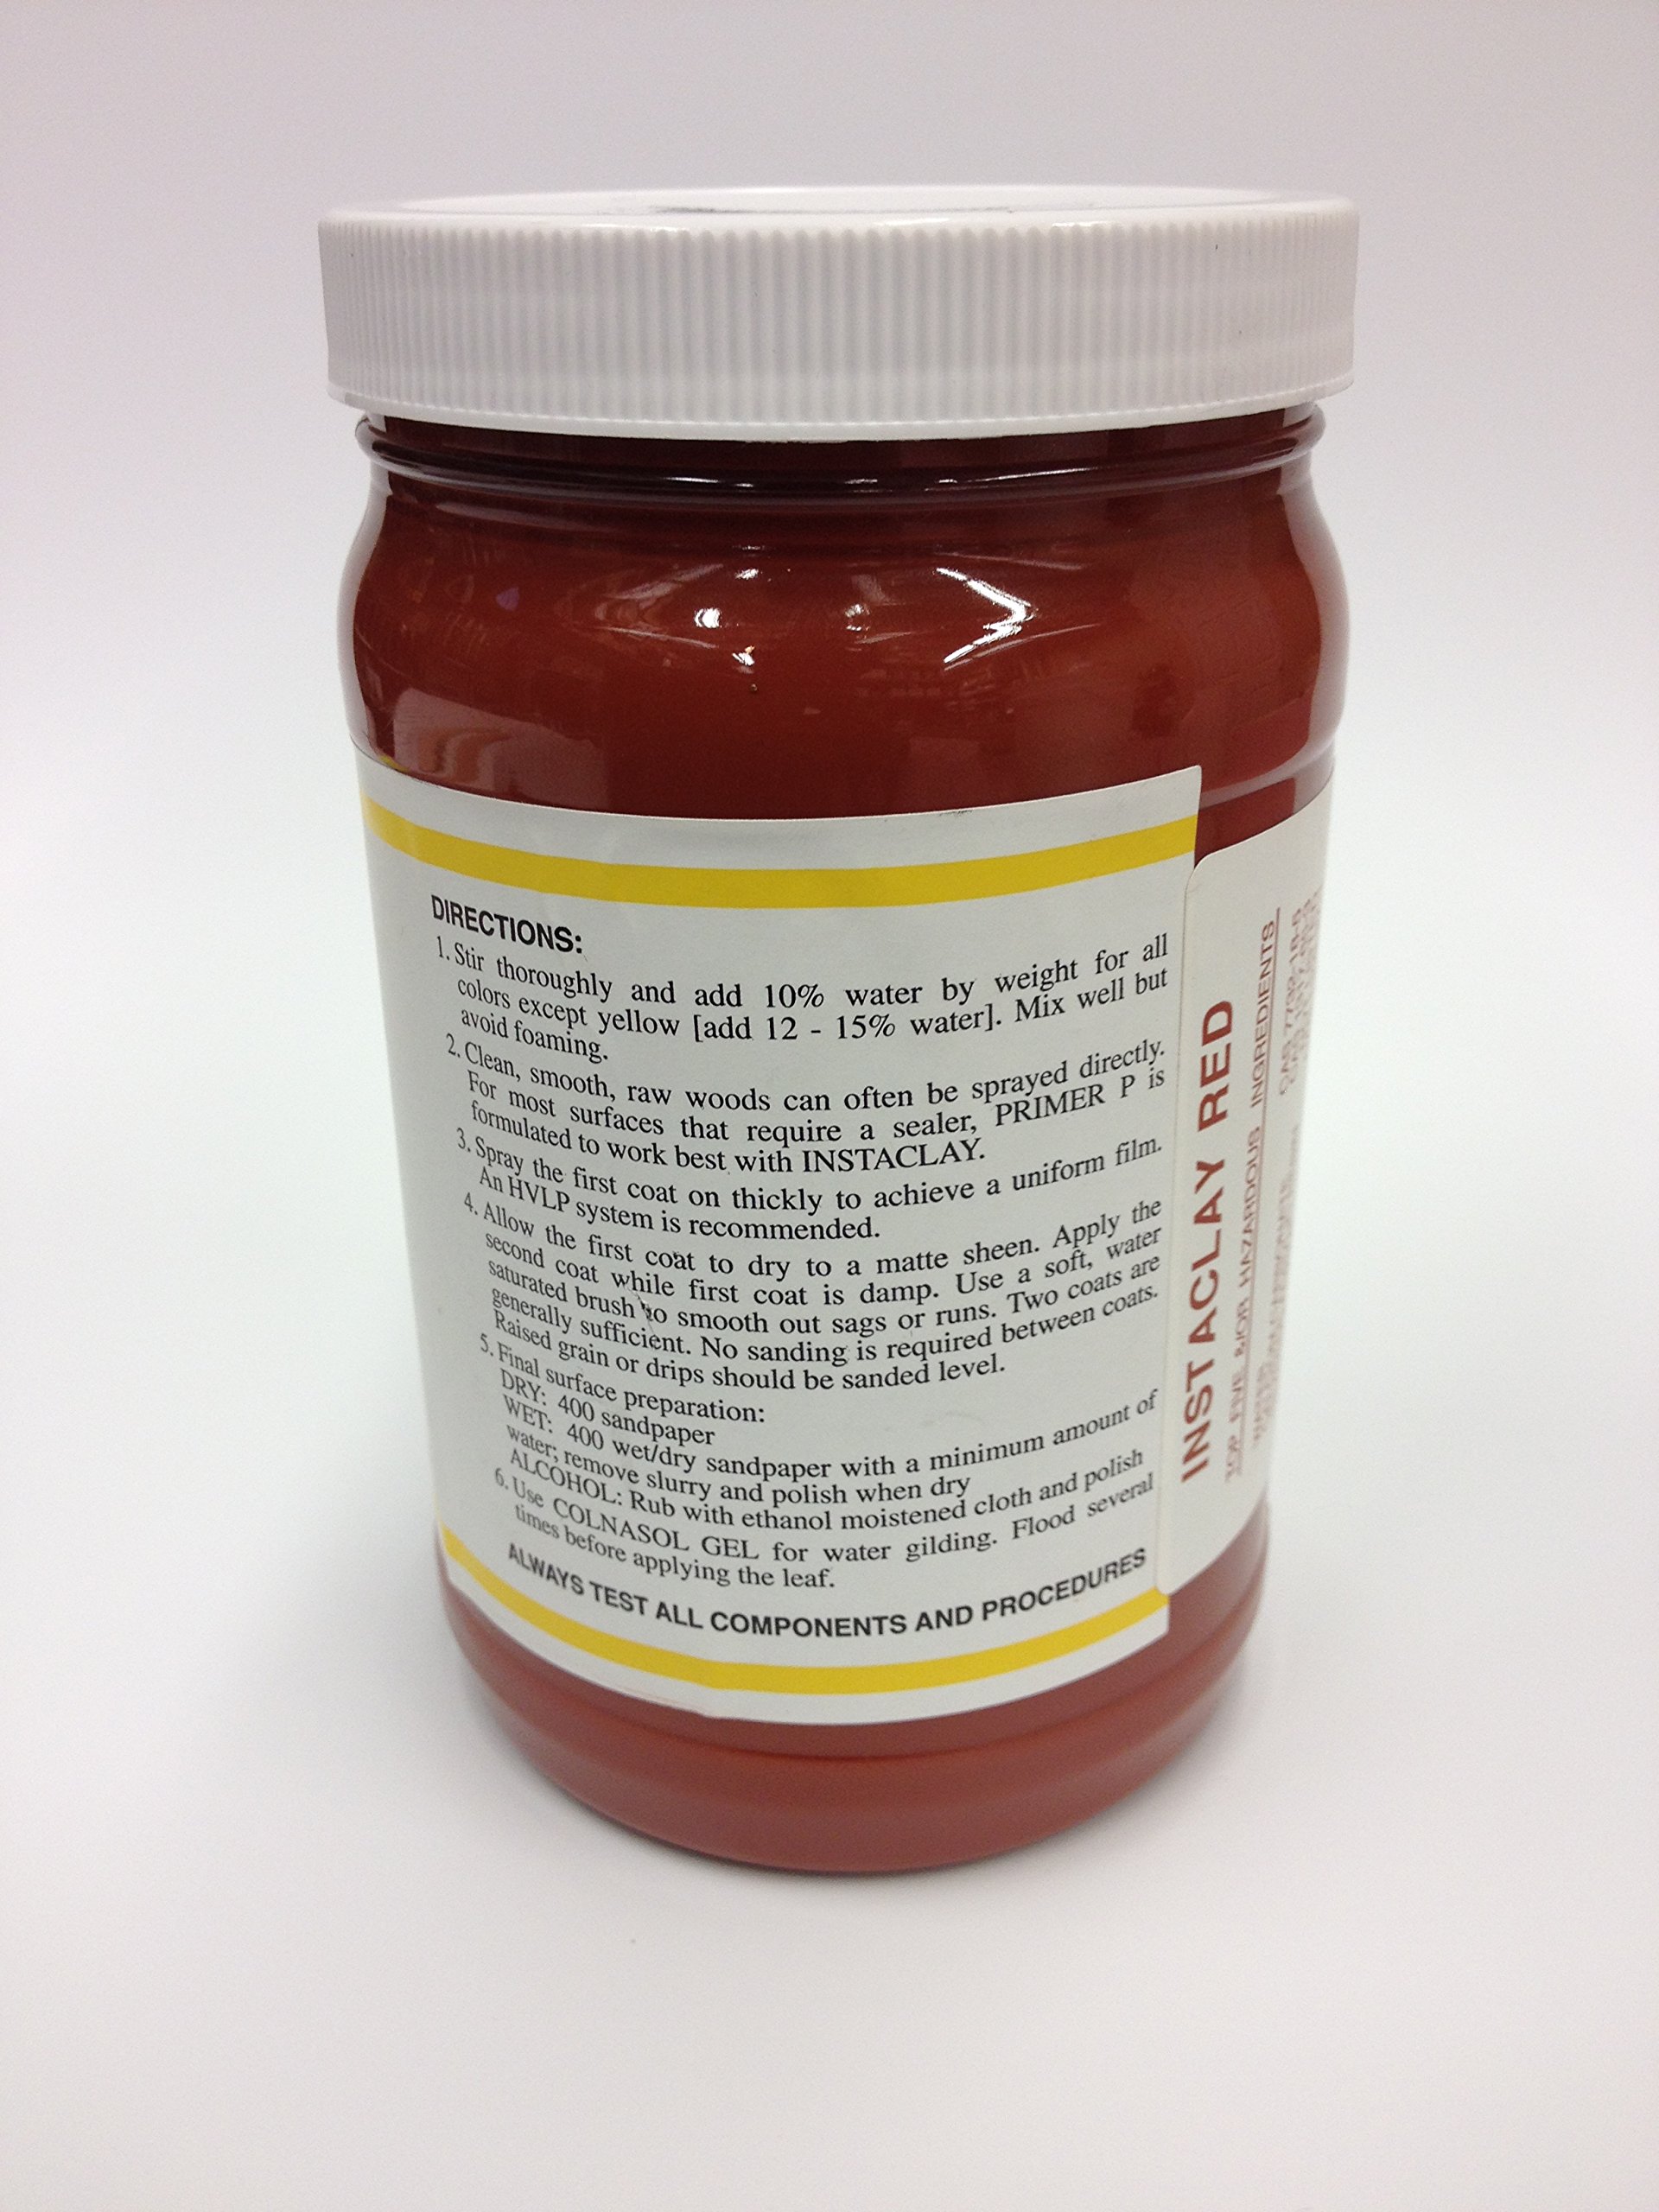 DIRECTIONS:
1. Stir thoroughly and add 10% water by weight for all
colors except yellow [add 12 - 15% water]. Mix well but
avoid foaming.
2. Clean, smooth, raw woods can often be sprayed directly.
For most surfaces that require a sealer, PRIMER P is
formulated to work best with INSTACLAY.
3. Spray the first coat on thickly to achieve a uniform film.
An HVLP system is recommended.
4. Allow the first coat to dry to a matte sheen. Apply the
second coat while first coat is damp. Use a soft, water
saturated brush to smooth out sags or runs. Two coats are
generally sufficient. No sanding is required between coats.
Raised grain or drips should be sanded level.
5. Final surface preparation:
DRY: 400 sandpaper
WET: 400 wet/dry sandpaper with a minimum amount of
water; remove slurry and polish when dry
ALCOHOL: Rub with ethanol moistened cloth and polish
6. Use COLNASOL GEL for water gilding. Flood several
times before applying the leaf.
ALWAYS TEST ALL COMPONENTS AND PROCEDURES
INSTACLAY RED
TOP FIVE &/OR HAZARDOUS INGREDIENTS